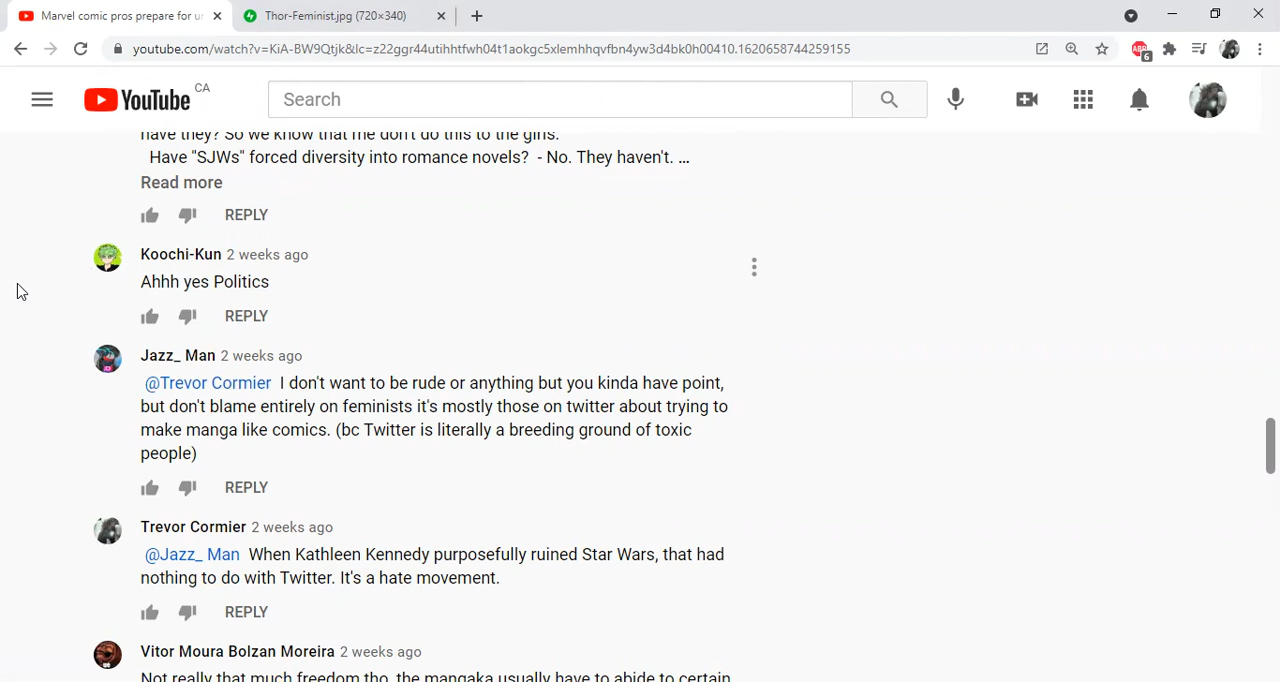 Marvel comic pros prepare for u
Thor-Feminist.jpg (720×340)
youtube.com/watch?v=KiA-BW9Qtjk&lc=z22ggr44utihhtfwh04t1aokgc5xlemhhqvfbn4yw3d4bk0h00410.1620658744259155
ABP
6
YouTube CA
Search
have they? So we know that me don't do this to the girls.
Have "SJWs" forced diversity into romance novels? - No. They haven't. ...
Read more
REPLY
Koochi-Kun 2 weeks ago
Ahhh yes Politics
REPLY
Jazz_ Man 2 weeks ago
@Trevor Cormier I don't want to be rude or anything but you kinda have point,
but don't blame entirely on feminists it's mostly those on twitter about trying to
make manga like comics. (bc Twitter is literally a breeding ground of toxic
people)
REPLY
Trevor Cormier 2 weeks ago
@Jazz_ Man When Kathleen Kennedy purposefully ruined Star Wars, that had
nothing to do with Twitter. It's a hate movement.
REPLY
Vitor Moura Bolzan Moreira 2 weeks ago
Not really that much freedom tho, the mangaka usually have to abide to certain